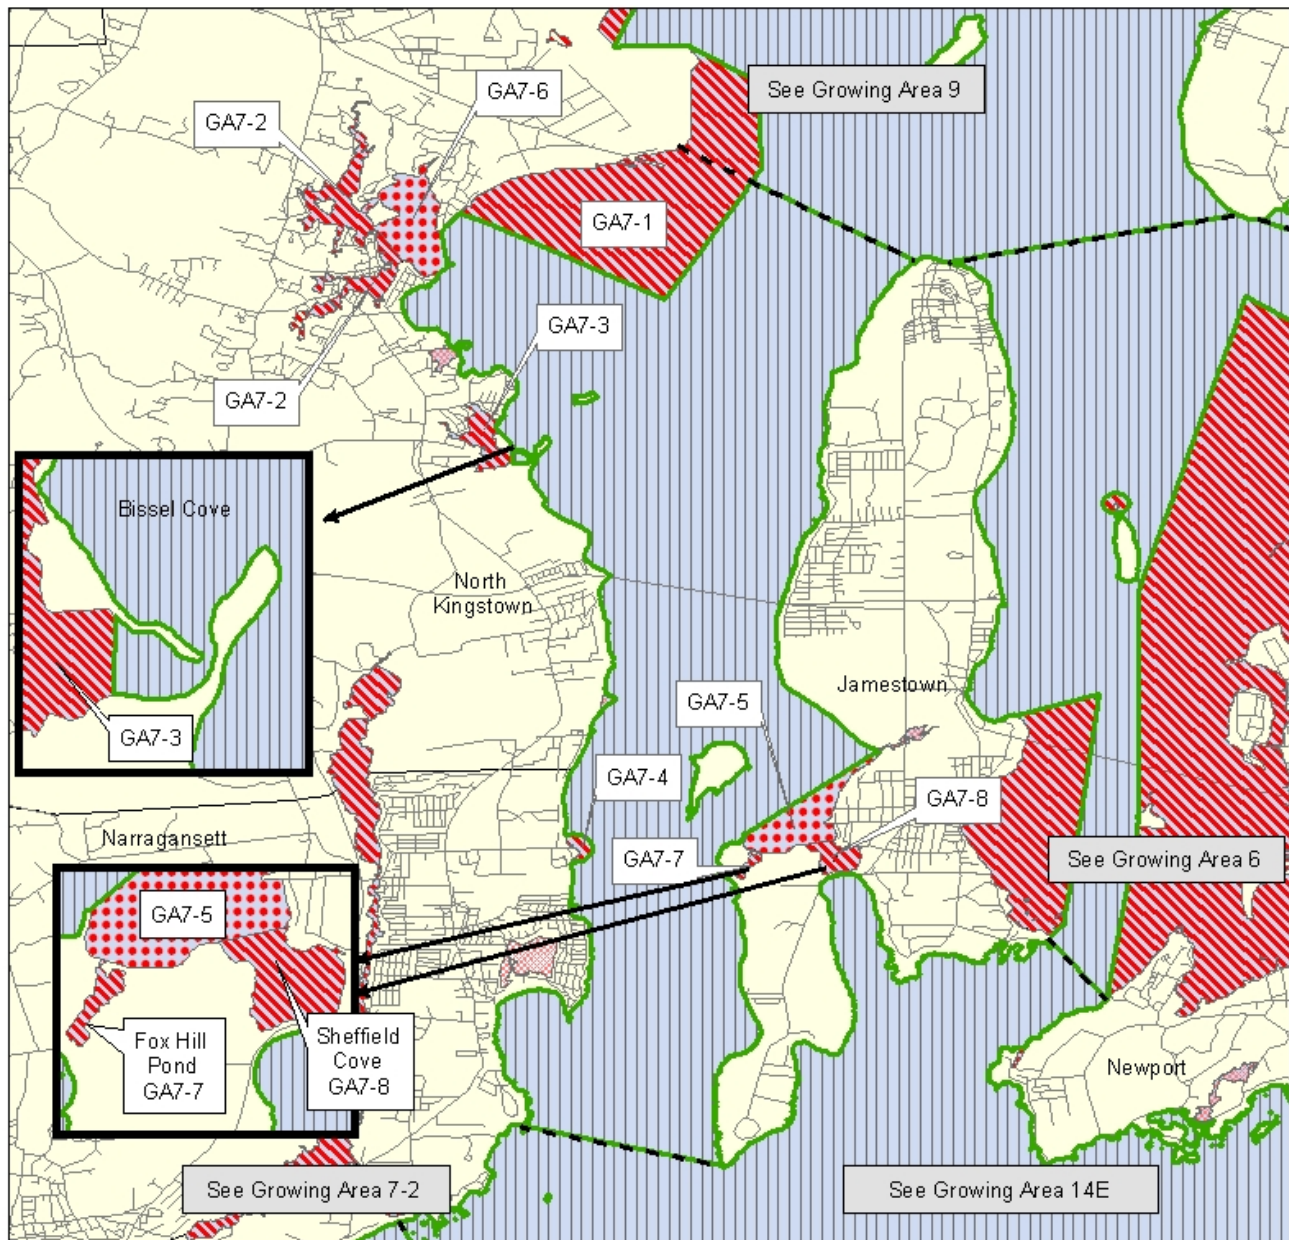 See Growing Area 9
GA7-6
GA7-2
GA7-1
GA7-3
GA7-2
Bissel Cove
North
Kingstown
GA7-3
Jamestown
GA7-5
GA7-4
GA7-8
Narragansett
GA7-7
See Growing Area 6
GA7-5
Fox Hill
Pond
GA7-7
Sheffield
Cove
GA7-8
Newport
See Growing Area 7-2
See Growing Area 14E